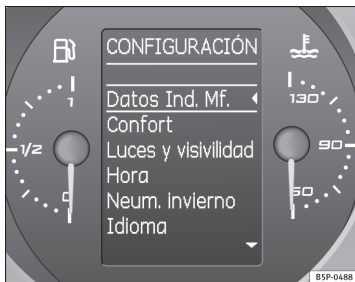 CONFIGURACIÓN
Datos Ind. Mf.
Confort
Luces y visivilidad
Hora
Neum. invierno
Idioma
1
1/2
0
130
90
50
B5P-0488